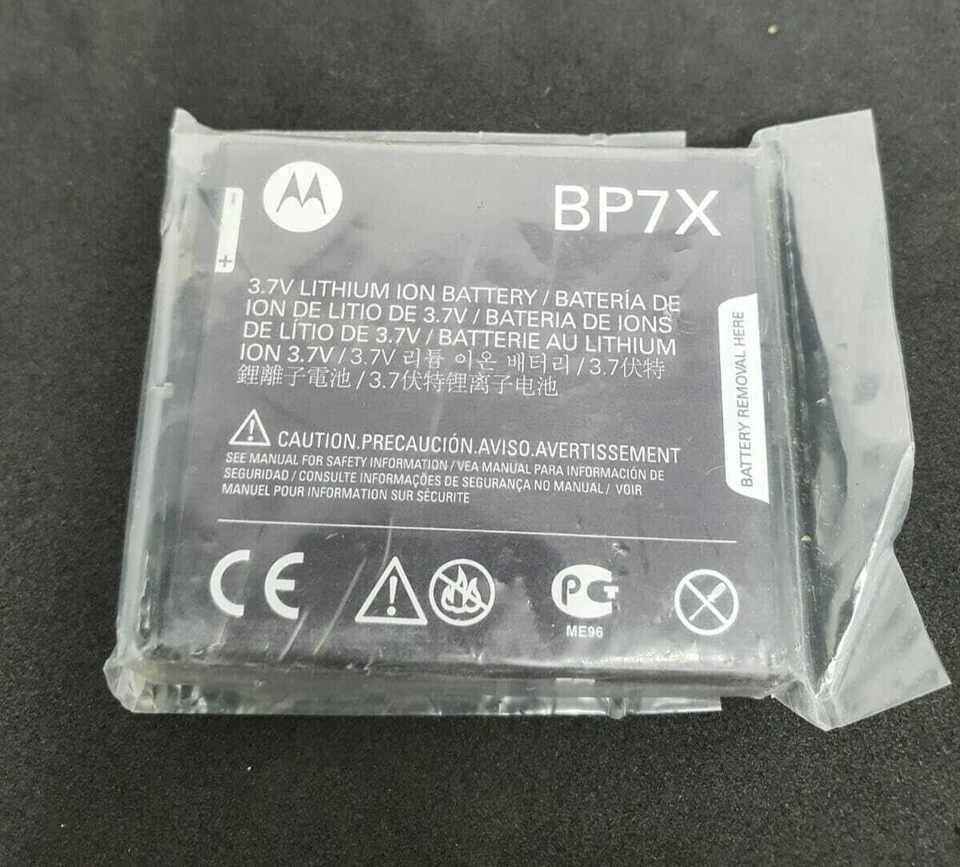 BP7X
3.7V LITHIUM ION BATTERY / BATERÍA DE
ION DE LITIO DE 3.7V / BATERIA DE IONS
DE LÍTIO DE 3.7V / BATTERIE AU LITHIUM
ION 3.7V / 3.7V 리튬 이온 배터리 / 3.7伏特
鋰離子電池 / 3.7伏特锂离子电池
BATTERY REMOVAL HERE
CAUTION.PRECAUCIÓN.AVISO.AVERTISSEMENT
SEE MANUAL FOR SAFETY INFORMATION / VEA MANUAL PARA INFORMACIÓN DE
SEGURIDAD / CONSULTE INFORMAÇÕES DE SEGURANÇA NO MANUAL / VOIR
MANUEL POUR INFORMATION SUR SÉCURITE
CE
PCT
ME96